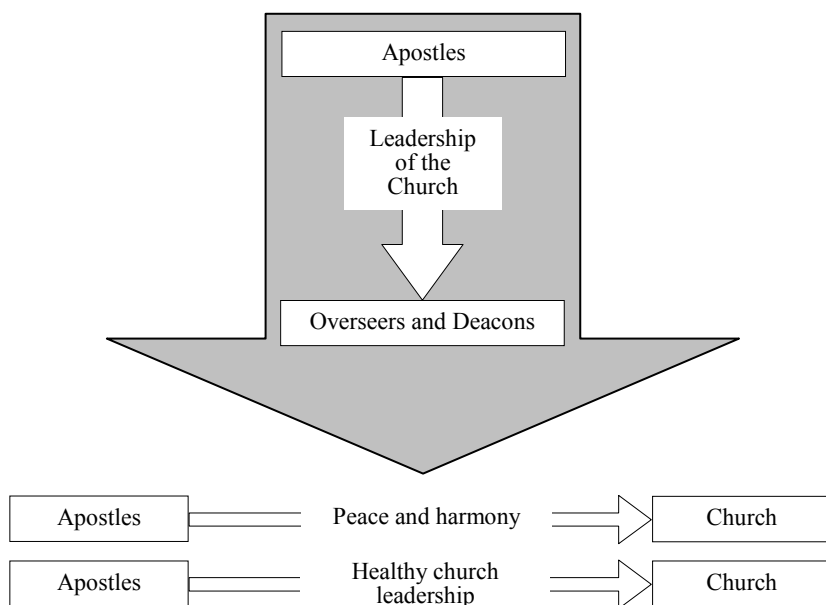 Apostles
Leadership
of the
Church
Overseers and Deacons
Apostles
Peace and harmony
Church
Apostles
Healthy church
leadership
Church